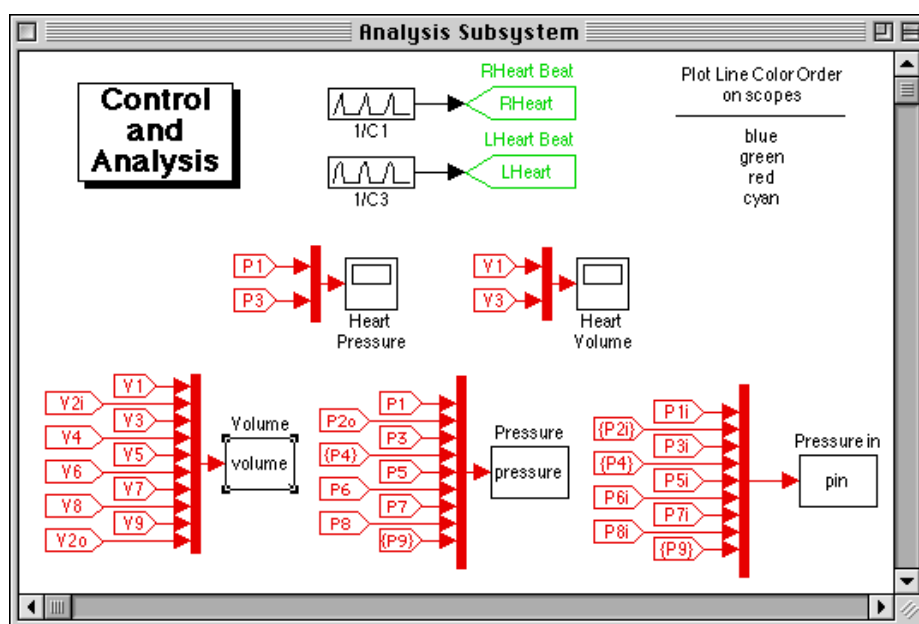 Analysis Subsystem
Control
and
Analysis
RHeart Beat
RHeart
1/C1
LHeart Beat
LHeart
1/C3
Plot Line Color Order
on scopes
blue
green
red
cyan
P1
P3
Heart
Pressure
V1
V3
Heart
Volume
V1
V2i
V3
V4
V5
V6
V7
V8
V9
V2o
Volume
volume
P1
P2o
P3
{P4}
P5
P6
P7
P8
{P9}
Pressure
pressure
P1i
{P2i}
P3i
{P4}
P5i
P6i
P7i
P8i
{P9}
Pressure in
pin